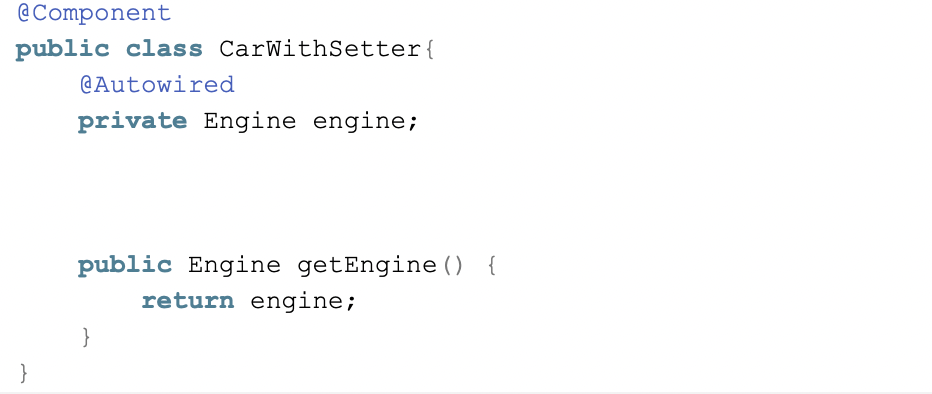 @Component
public class CarWithSetter{
    @Autowired
    private Engine engine;

    public Engine getEngine() {
        return engine;
    }
}